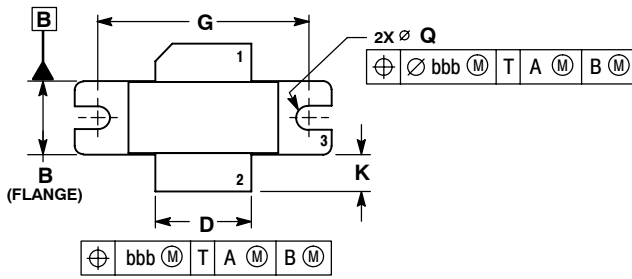 B
G
2X ⌀ Q
⌖ ⌀ bbb Ⓜ T A Ⓜ B Ⓜ
1
3
B
(FLANGE)
K
2
D
⌖ bbb Ⓜ T A Ⓜ B Ⓜ